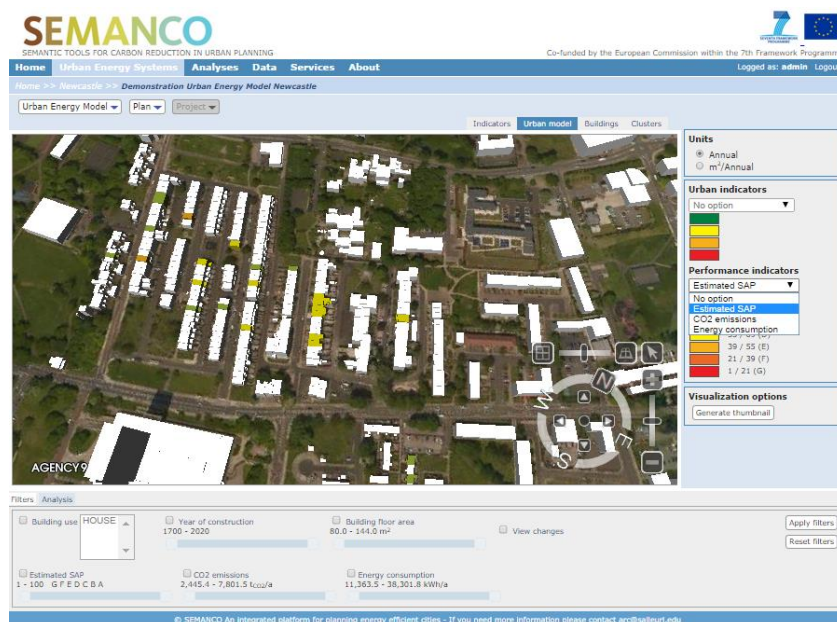 SEMANCO
SEMANTIC TOOLS FOR CARBON REDUCTION IN URBAN PLANNING
SEVENTH FRAMEWORK PROGRAMME
Co-funded by the European Commission within the 7th Framework Programm
Home Urban Energy Systems Analyses Data Services About
Logged as: admin Logou
Home >> Newcastle >> Demonstration Urban Energy Model Newcastle
Urban Energy Model Plan Project
Indicators Urban model Buildings Clusters
Units
Annual
m²/Annual
Urban indicators
No option
Performance indicators
Estimated SAP
No option
Estimated SAP
CO2 emissions
Energy consumption
39 / 55 (E)
21 / 39 (F)
1 / 21 (G)
Visualization options
Generate thumbnail
N
W
E
S
AGENCY9
Filters Analysis
Building use HOUSE
Year of construction
1700 - 2020
Building floor area
80.0 - 144.0 m²
View changes
Apply filters
Reset filters
Estimated SAP
1 - 100 G F E D C B A
CO2 emissions
2,445.4 - 7,801.5 tCO2/a
Energy consumption
11,363.5 - 38,301.8 kWh/a
© SEMANCO An integrated platform for planning energy efficient cities - If you need more information please contact arc@salleurl.edu